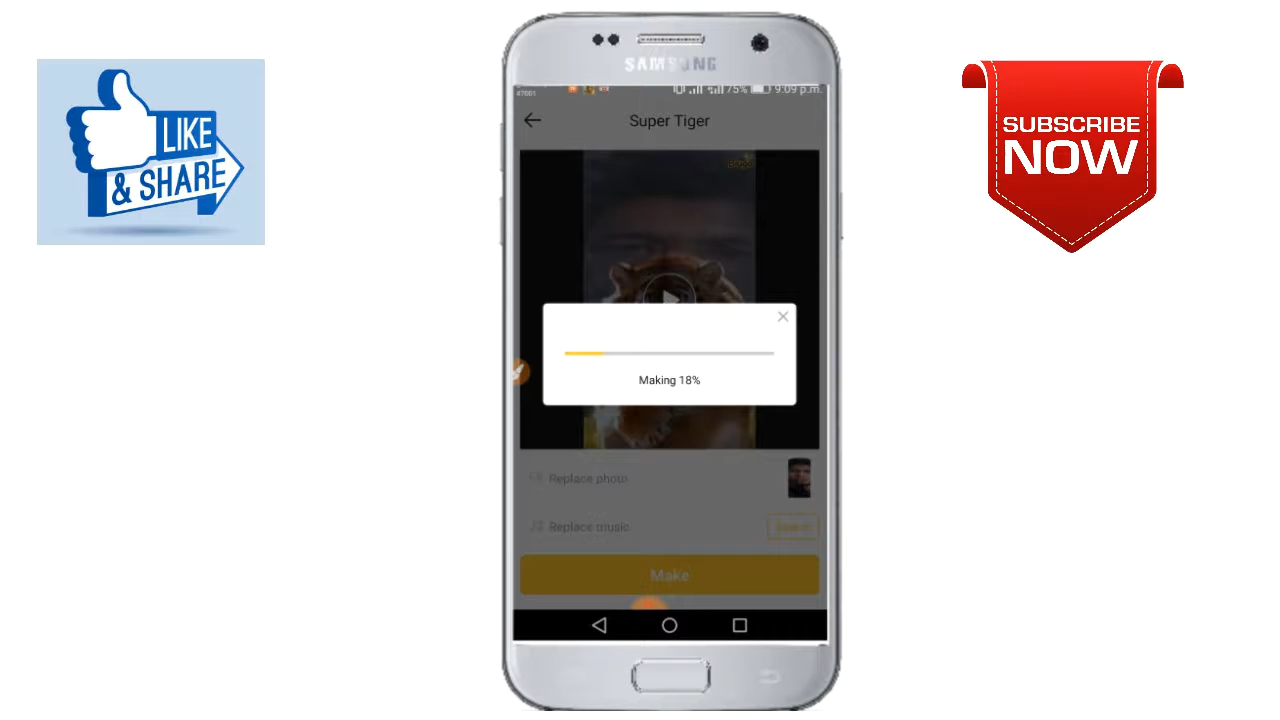 LIKE
& SHARE
SAMSUNG
75% 9:09 p.m.
Super Tiger
SUBSCRIBE
NOW
Making 18%
Replace photo
Replace music
Make